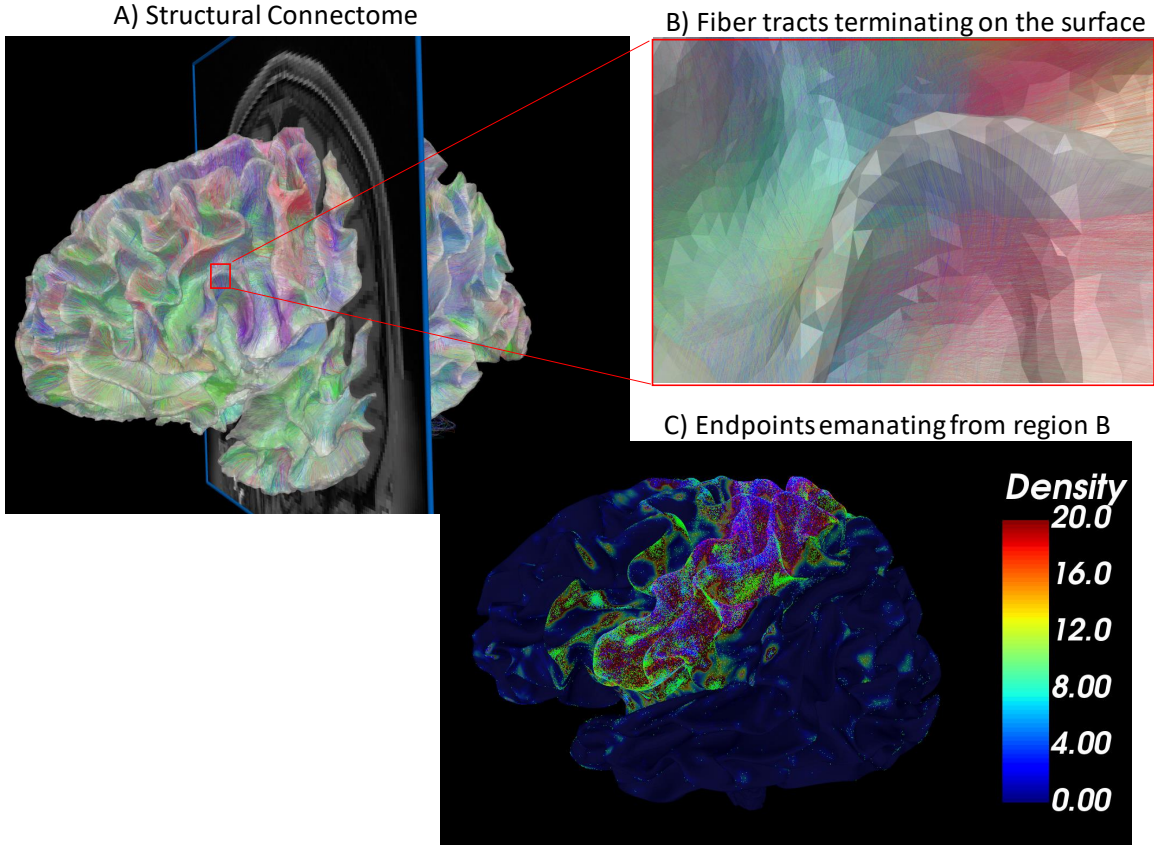 A) Structural Connectome
B) Fiber tracts terminating on the surface
C) Endpoints emanating from region B
Density
20.0
16.0
12.0
8.00
4.00
0.00